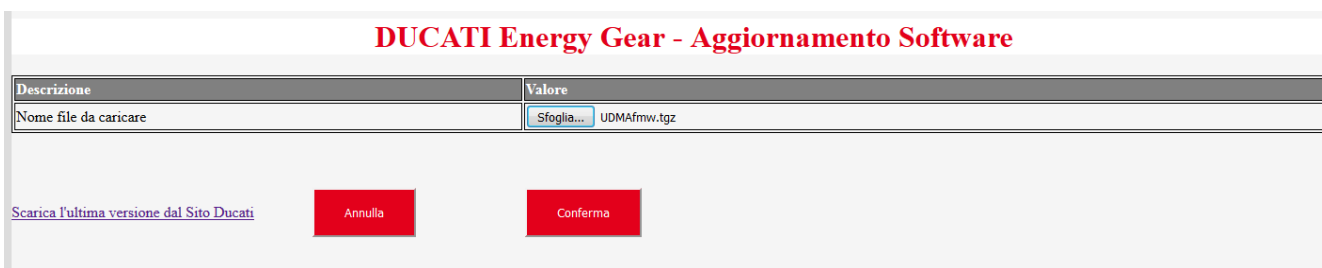 DUCATI Energy Gear - Aggiornamento Software
Descrizione Valore
Nome file da caricare Sfoglia... UDMAfmw.tgz
Scarica l'ultima versione dal Sito Ducati Annulla Conferma